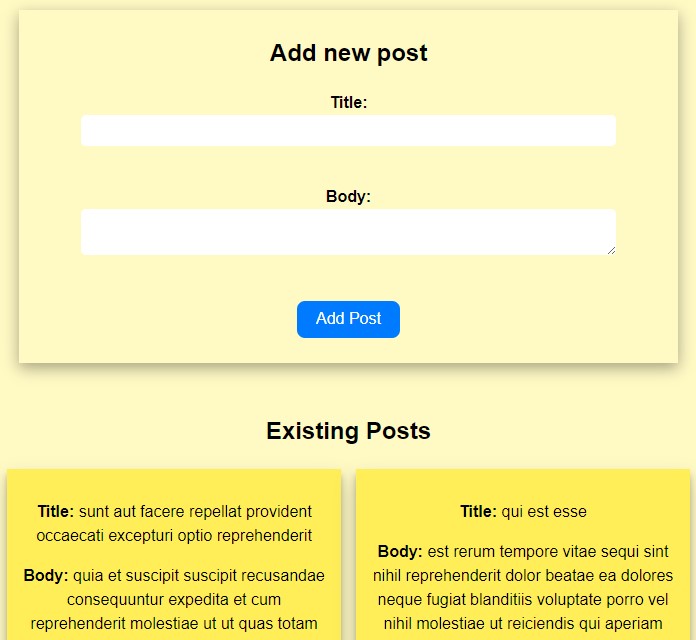 Add new post
Title:
Body:
Add Post
Existing Posts
Title: sunt aut facere repellat provident
occaecati excepturi optio reprehenderit
Body: quia et suscipit suscipit recusandae
consequuntur expedita et cum
reprehenderit molestiae ut ut quas totam
Title: qui est esse
Body: est rerum tempore vitae sequi sint
nihil reprehenderit dolor beatae ea dolores
neque fugiat blanditiis voluptate porro vel
nihil molestiae ut reiciendis qui aperiam